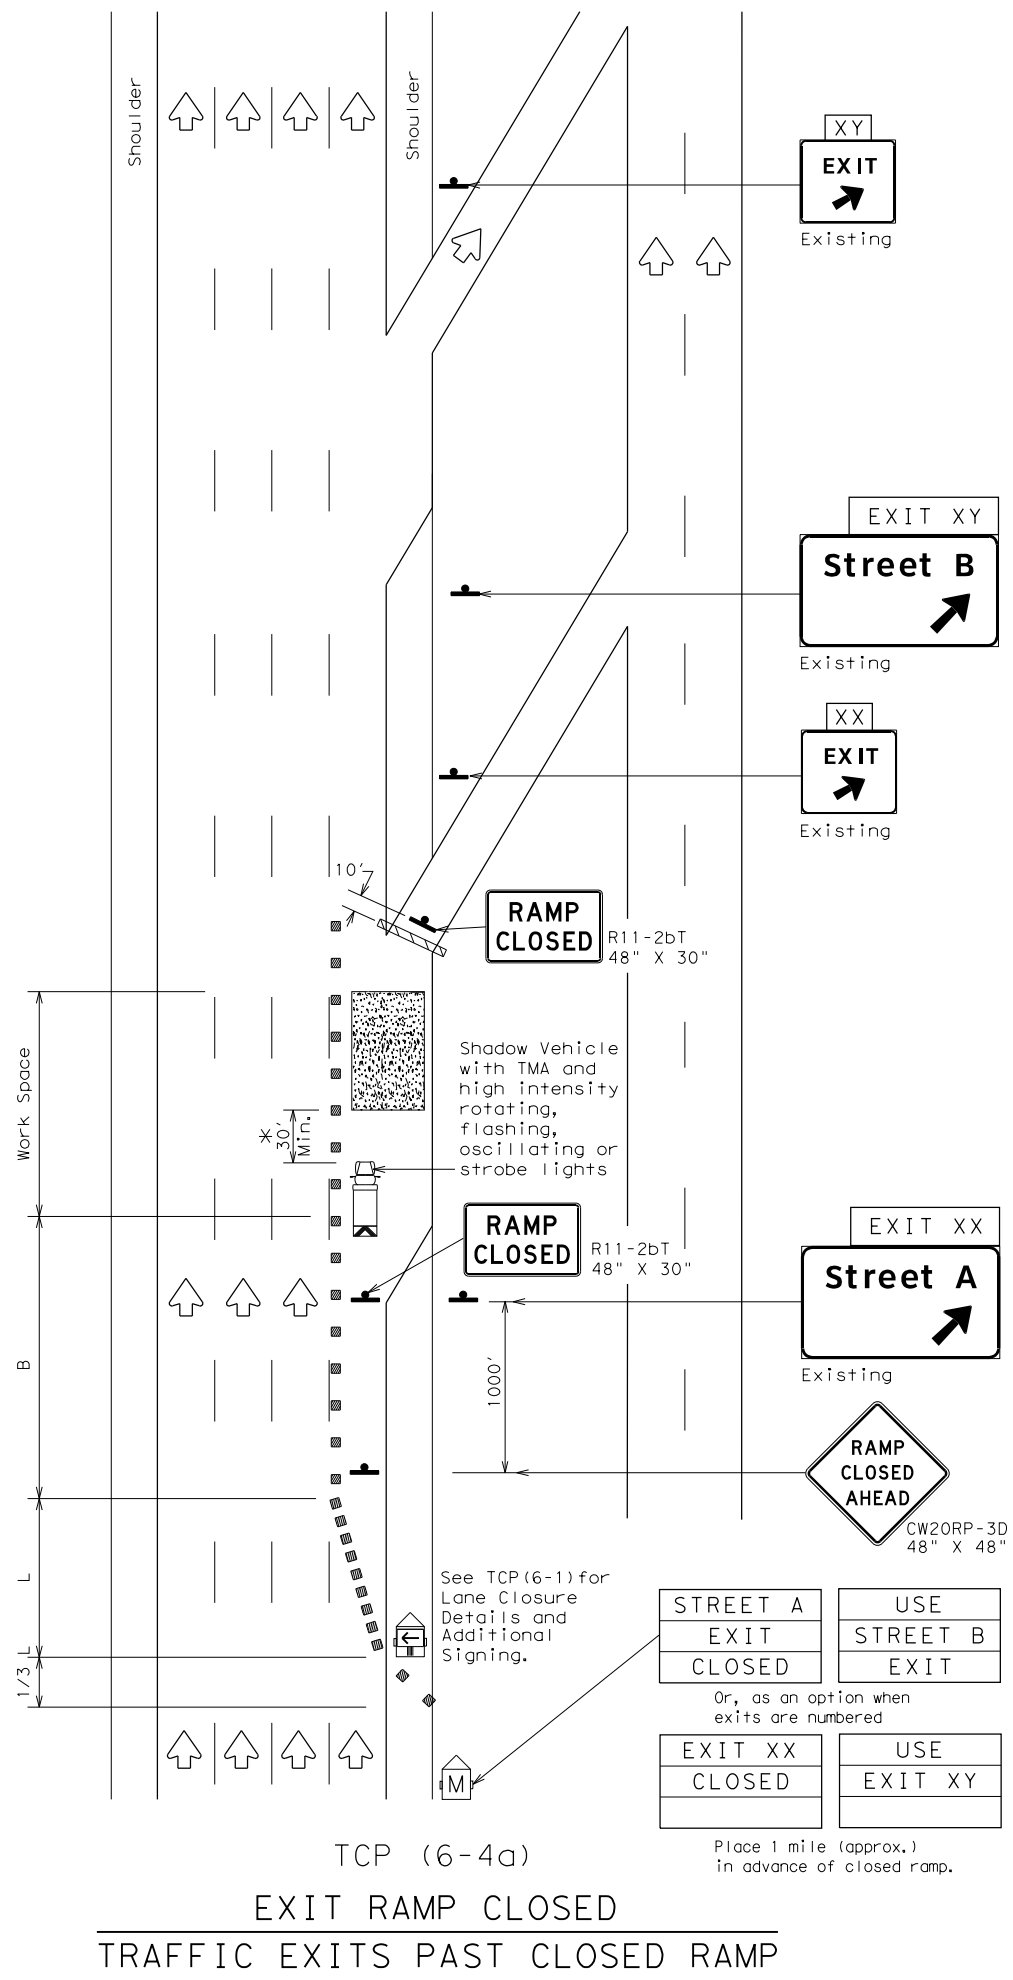 Shoulder
Shoulder
XY
EXIT
Existing
EXIT XY
Street B
Existing
XX
EXIT
Existing
10'
RAMP
CLOSED
R11-2bT
48" X 30"
Work Space
*
30'
Min.
Shadow Vehicle
with TMA and
high intensity
rotating,
flashing,
oscillating or
strobe lights
RAMP
CLOSED
R11-2bT
48" X 30"
EXIT XX
Street A
Existing
B
1000'
RAMP
CLOSED
AHEAD
CW20RP-3D
48" X 48"
L
See TCP(6-1)for
Lane Closure
Details and
Additional
Signing.
1/3 L
STREET A
EXIT
CLOSED
USE
STREET B
EXIT
Or, as an option when
exits are numbered
EXIT XX
CLOSED
USE
EXIT XY
M
Place 1 mile (approx.)
in advance of closed ramp.
TCP (6-4a)
EXIT RAMP CLOSED
TRAFFIC EXITS PAST CLOSED RAMP